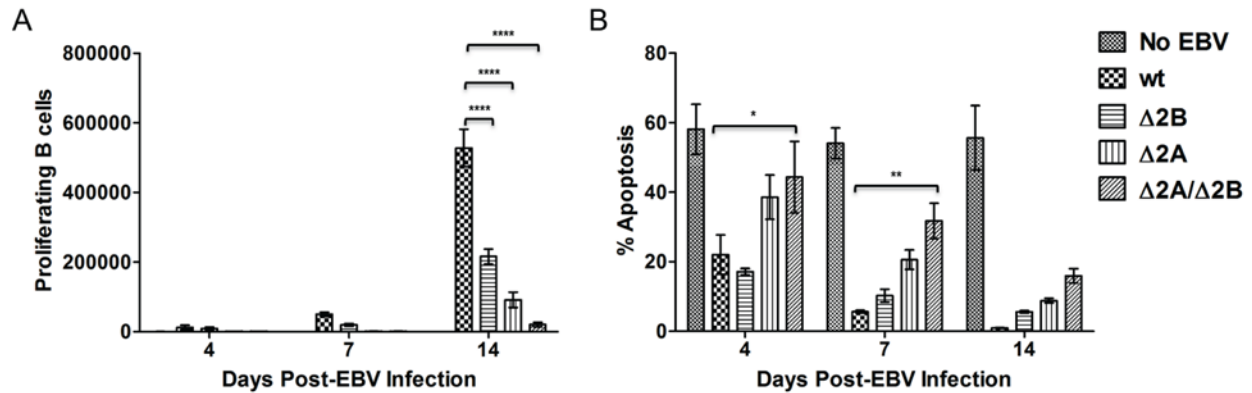 A
Proliferating B cells
800000
600000
400000
200000
0
****
****
****
4
7
14
Days Post-EBV Infection
B
% Apoptosis
80
60
40
20
0
*
**
4
7
14
Days Post-EBV Infection
No EBV
wt
Δ2B
Δ2A
Δ2A/Δ2B